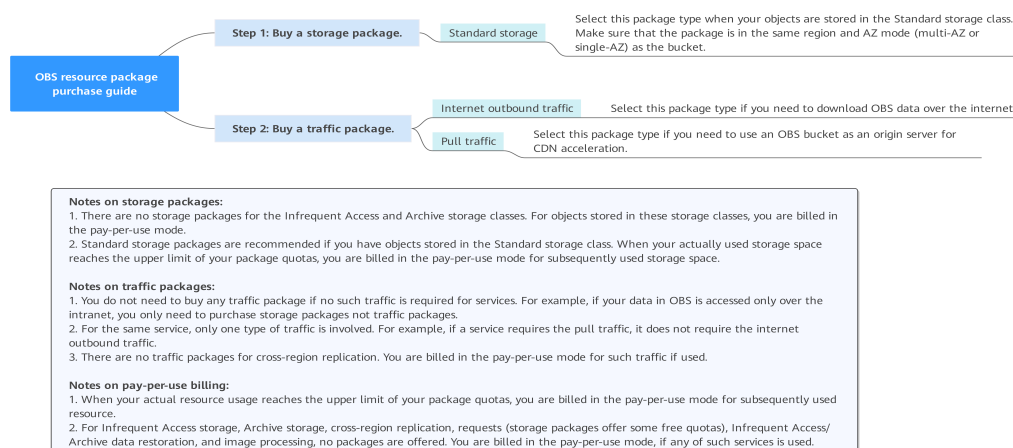 OBS resource package
purchase guide
Step 1: Buy a storage package.
Standard storage
Select this package type when your objects are stored in the Standard storage class.
Make sure that the package is in the same region and AZ mode (multi-AZ or
single-AZ) as the bucket.
Step 2: Buy a traffic package.
Internet outbound traffic
Select this package type if you need to download OBS data over the internet
Pull traffic
Select this package type if you need to use an OBS bucket as an origin server for
CDN acceleration.
Notes on storage packages:
1. There are no storage packages for the Infrequent Access and Archive storage classes. For objects stored in these storage classes, you are billed in
the pay-per-use mode.
2. Standard storage packages are recommended if you have objects stored in the Standard storage class. When your actually used storage space
reaches the upper limit of your package quotas, you are billed in the pay-per-use mode for subsequently used storage space.
Notes on traffic packages:
1. You do not need to buy any traffic package if no such traffic is required for services. For example, if your data in OBS is accessed only over the
intranet, you only need to purchase storage packages not traffic packages.
2. For the same service, only one type of traffic is involved. For example, if a service requires the pull traffic, it does not require the internet
outbound traffic.
3. There are no traffic packages for cross-region replication. You are billed in the pay-per-use mode for such traffic if used.
Notes on pay-per-use billing:
1. When your actual resource usage reaches the upper limit of your package quotas, you are billed in the pay-per-use mode for subsequently used
resource.
2. For Infrequent Access storage, Archive storage, cross-region replication, requests (storage packages offer some free quotas), Infrequent Access/
Archive data restoration, and image processing, no packages are offered. You are billed in the pay-per-use mode, if any of such services is used.